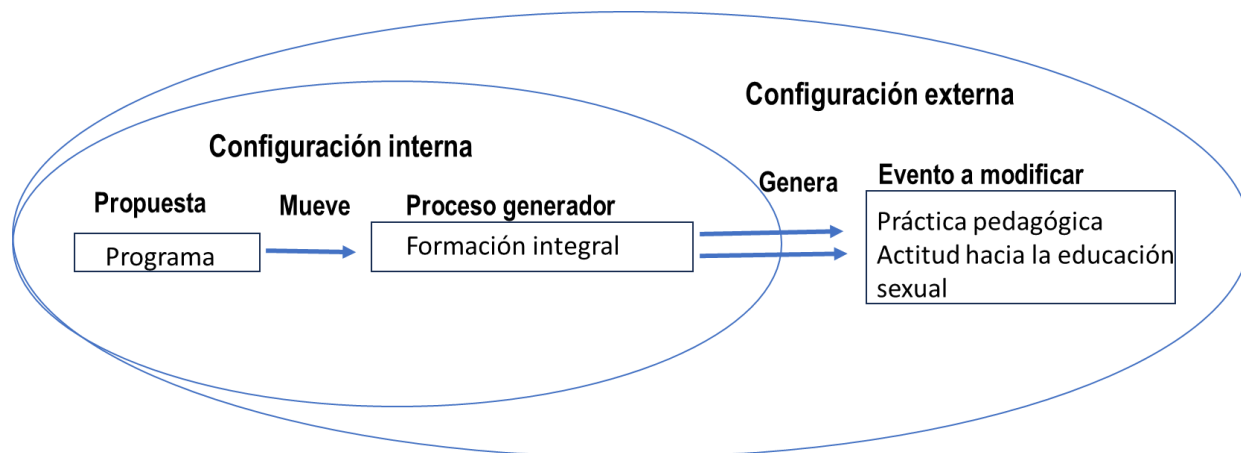 Configuración externa
Configuración interna
Propuesta
Mueve
Proceso generador
Genera
Evento a modificar
Programa
Formación integral
Práctica pedagógica
Actitud hacia la educación
sexual